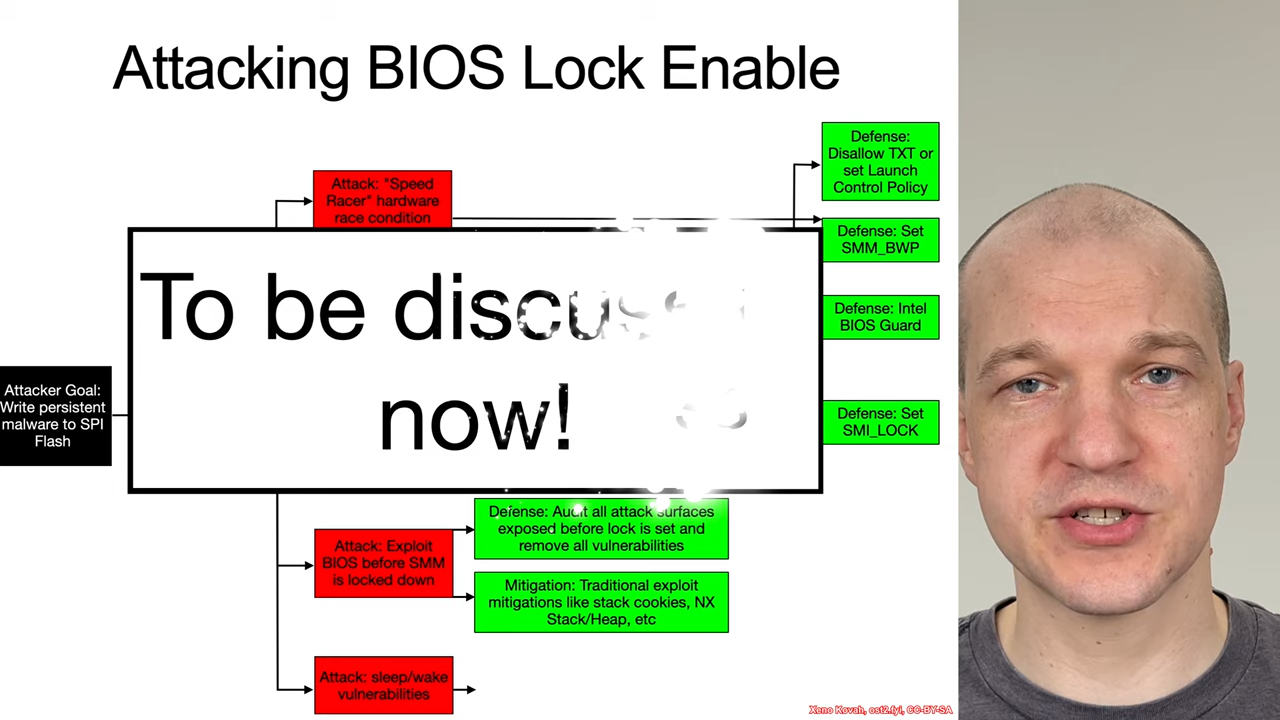 Attacking BIOS Lock Enable
Defense:
Disallow TXT or
set Launch
Control Policy
Attack: "Speed
Racer" hardware
race condition
Defense: Set
SMM_BWP
To be discussed
now!
Defense: Intel
BIOS Guard
Attacker Goal:
Write persistent
malware to SPI
Flash
Defense: Set
SMI_LOCK
Defense: Audit all attack surfaces
exposed before lock is set and
remove all vulnerabilities
Attack: Exploit
BIOS before SMM
is locked down
Mitigation: Traditional exploit
mitigations like stack cookies, NX
Stack/Heap, etc
Attack: sleep/wake
vulnerabilities
Xeno Kovah, ost2.fyi, CC-BY-SA